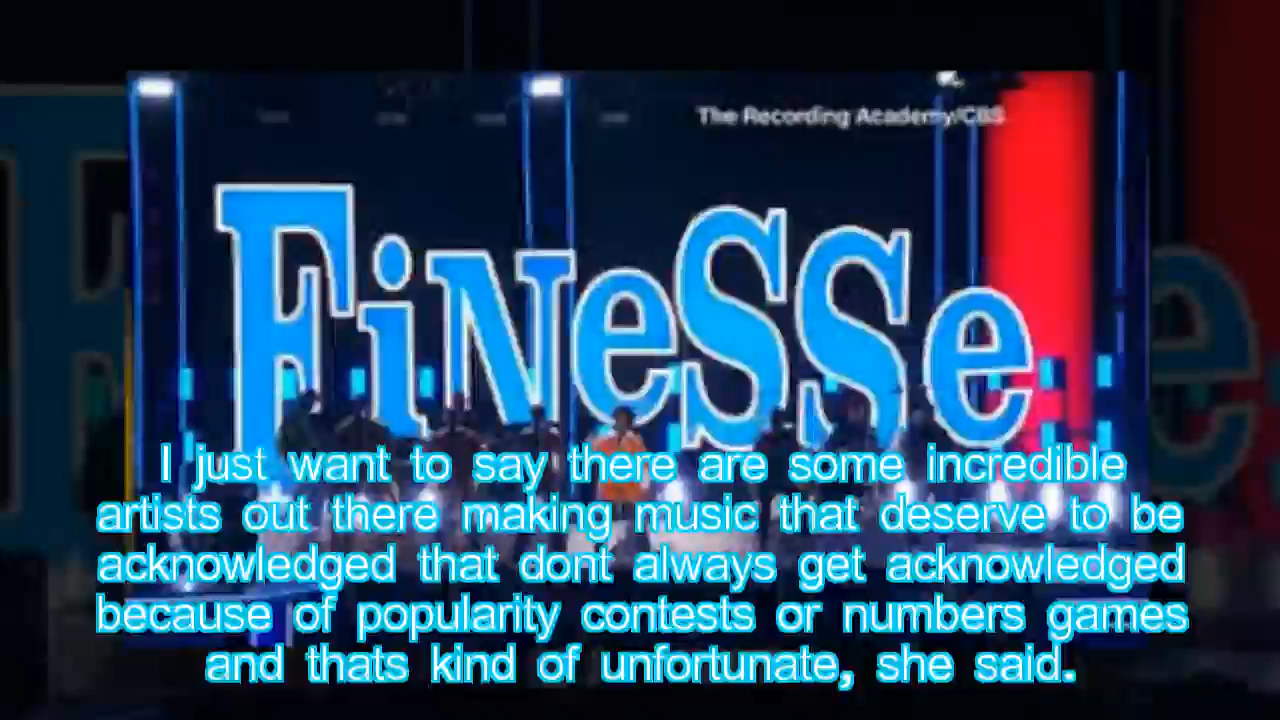 The Recording Academy/CBS
FiNeSSe
I just want to say there are some incredible
artists out there making music that deserve to be
acknowledged that dont always get acknowledged
because of popularity contests or numbers games
and thats kind of unfortunate, she said.